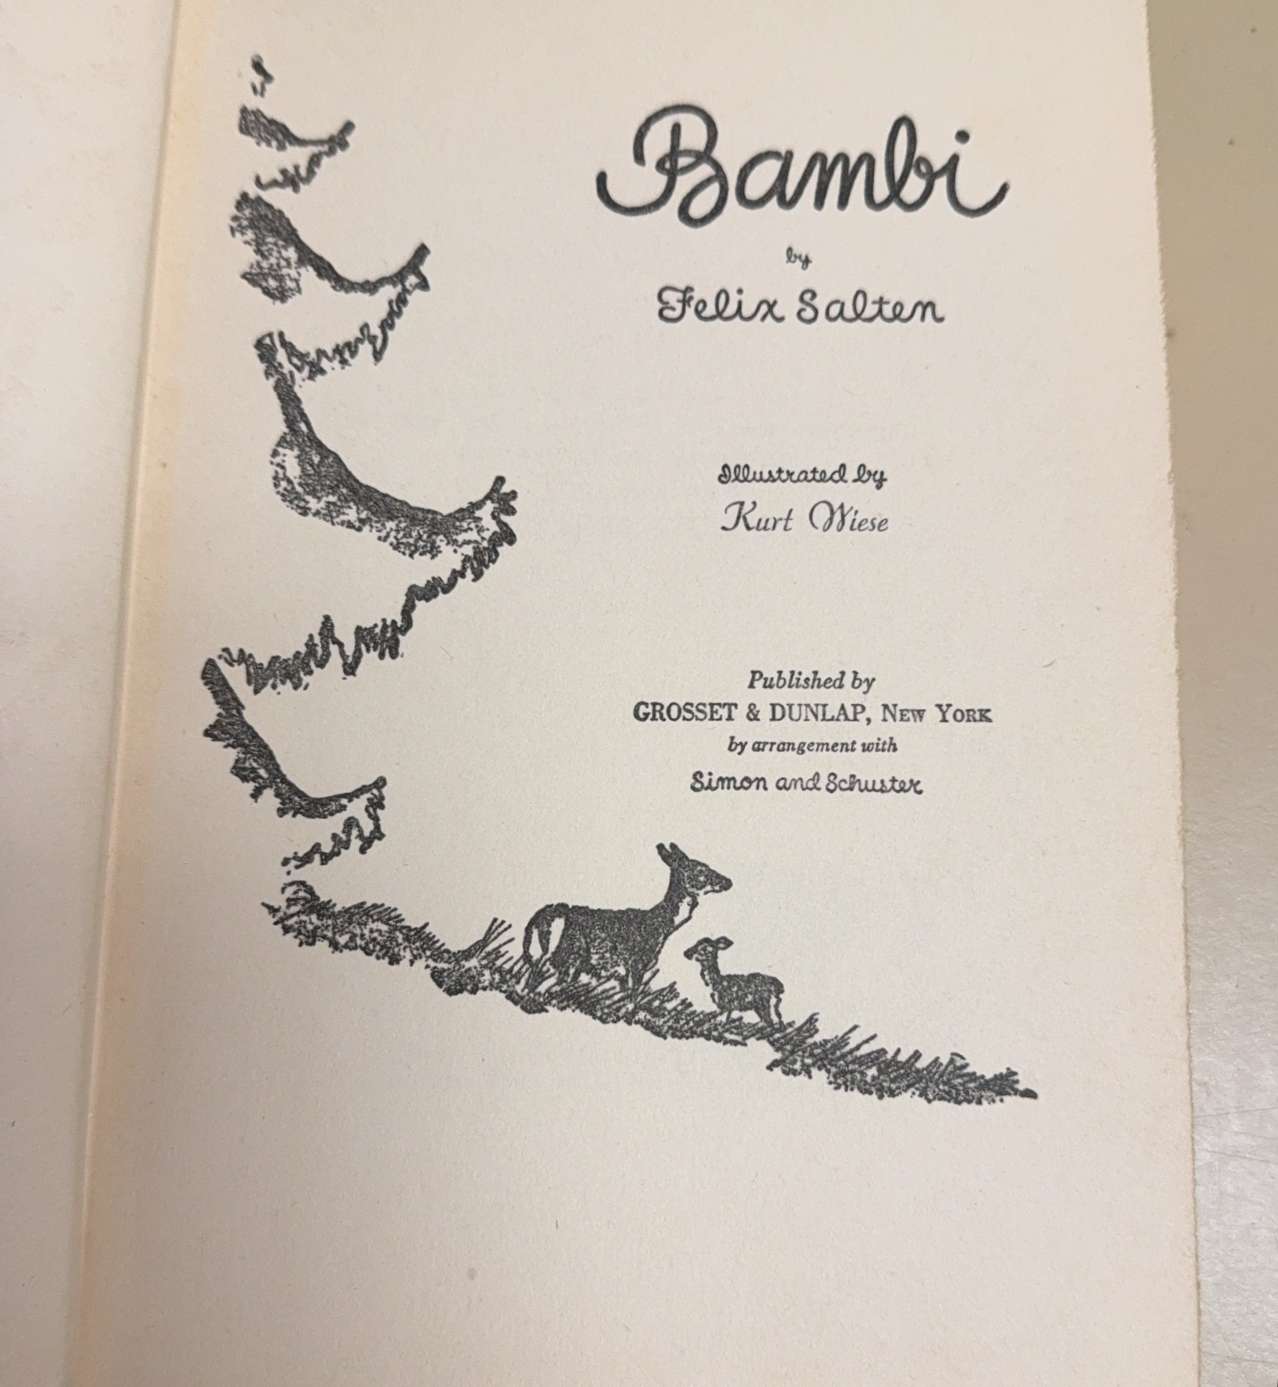 Bambi
by
Felix Salten
Illustrated by
Kurt Wiese
Published by
GROSSET & DUNLAP, NEW YORK
by arrangement with
Simon and Schuster